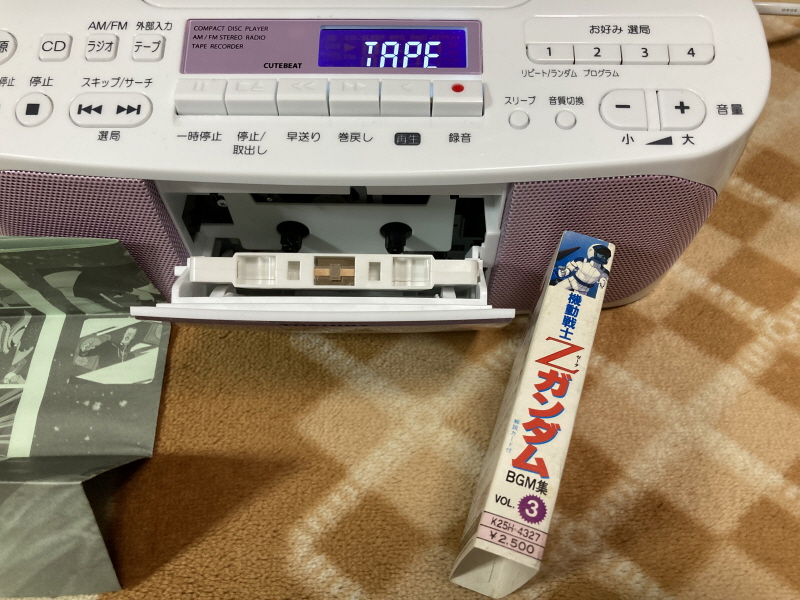 AM/FM
外部入力
CD
ラジオ
テープ
停止
スキップ/サーチ
選局
COMPACT DISC PLAYER
AM/FM STEREO RADIO
TAPE RECORDER
CUTEBEAT
TAPE
お好み 選局
1 2 3 4
リピート/ランダム プログラム
スリープ
音質切換
小 大
音量
一時停止
停止/
取出し
早送り
巻戻し
再生
録音
機動戦士
Zガンダム
BGM集
VOL. 3
K25H-4327
¥2,500